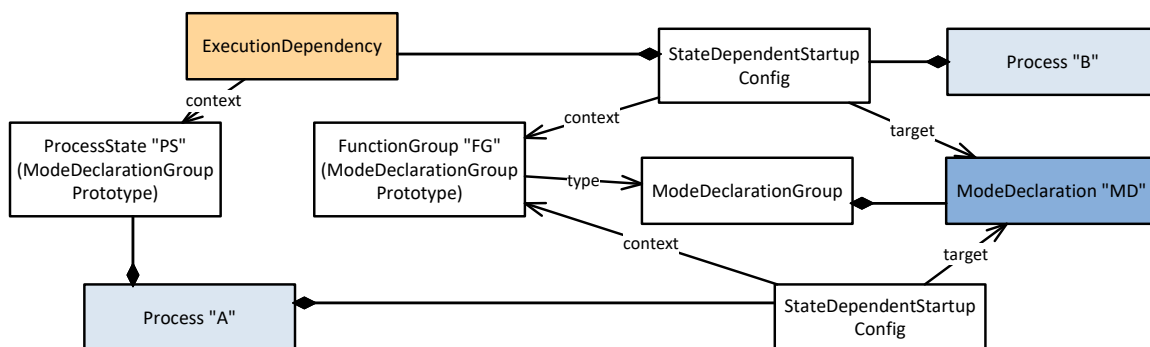 ExecutionDependency
StateDependentStartup
Config
Process "B"
context
context
target
ProcessState "PS"
(ModeDeclarationGroup
Prototype)
FunctionGroup "FG"
(ModeDeclarationGroup
Prototype)
type
ModeDeclarationGroup
ModeDeclaration "MD"
context
target
Process "A"
StateDependentStartup
Config